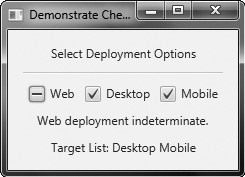 Demonstrate Che...
Select Deployment Options
Web Desktop Mobile
Web deployment indeterminate.
Target List: Desktop Mobile